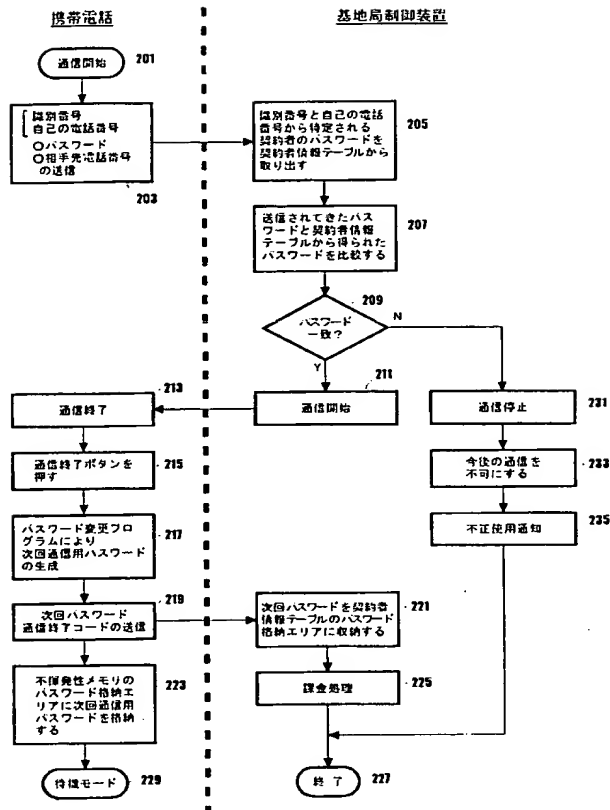 携帯電話
基地局制御装置
通信開始
201
識別番号
自己の電話番号
○パスワード
○相手先電話番号
の送信
203
識別番号と自己の電話
番号から特定される
契約者のパスワードを
契約者情報テーブルから
取り出す
205
送信されてきたパス
ワードと契約者情報
テーブルから得られた
パスワードを比較する
207
209
パスワード
一致?
N
Y
211
通信開始
213
通信終了
通信停止
231
通信終了ボタンを
押す
215
今後の通信を
不可にする
233
パスワード変更プロ
グラムにより
次回通信用パスワード
の生成
217
不正使用通知
235
219
次回パスワード
通信終了コードの送信
次回パスワードを契約者
情報テーブルのパスワード
格納エリアに収納する
221
不揮発性メモリの
パスワード格納エ
リアに次回通信用
パスワードを格納
する
223
課金処理
225
待機モード
229
終了
227